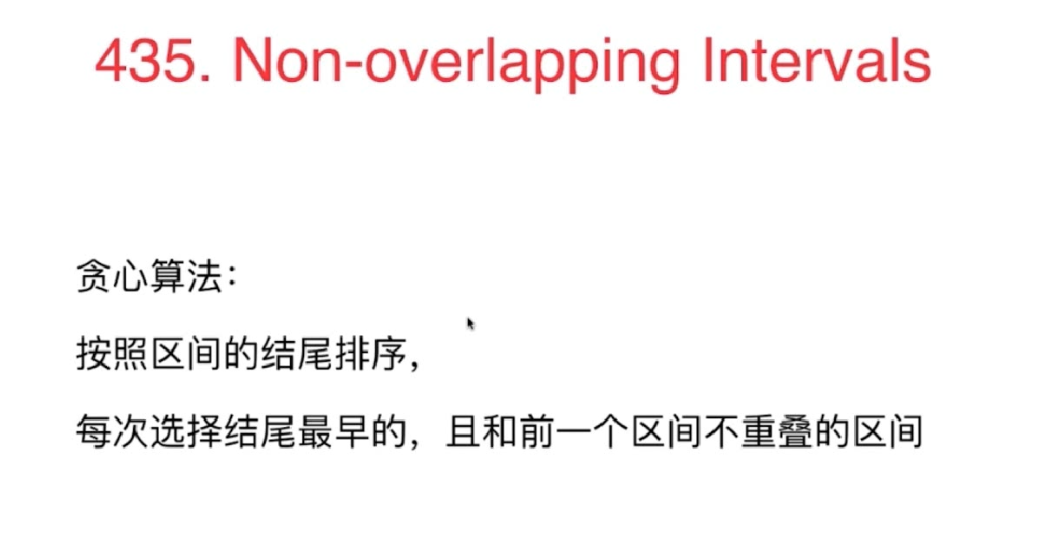 435. Non-overlapping Intervals
贪心算法：
按照区间的结尾排序，
每次选择结尾最早的，且和前一个区间不重叠的区间